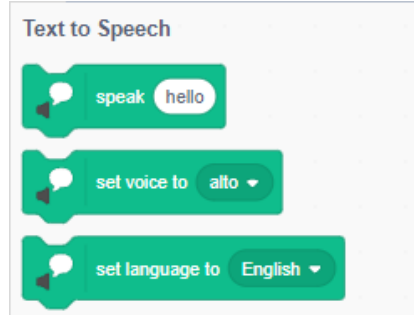 Text to Speech
speak hello
set voice to alto
set language to English